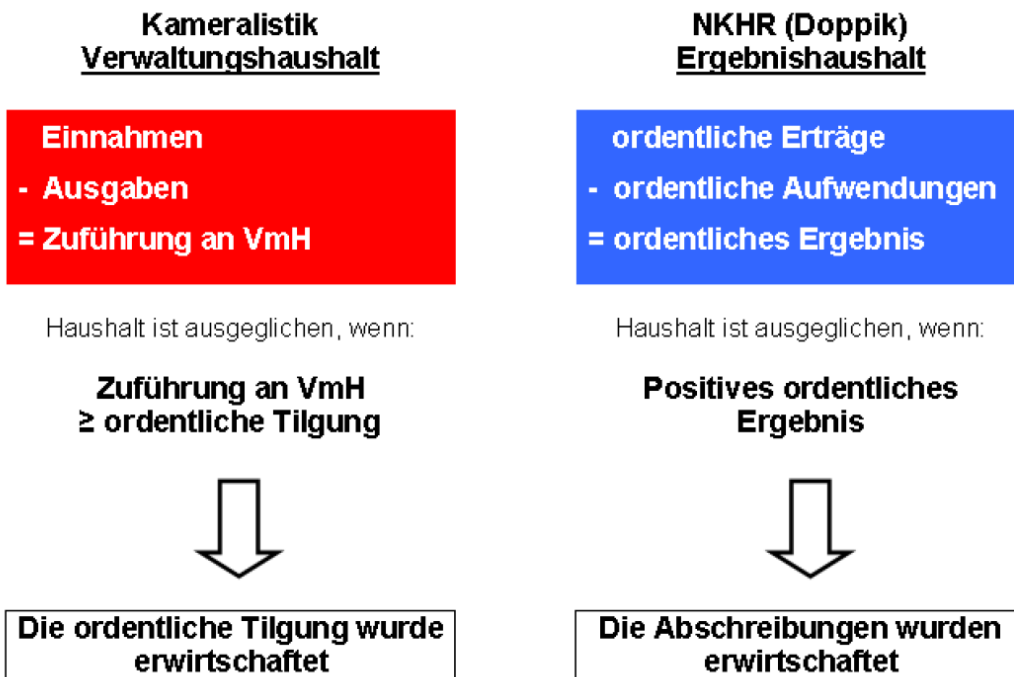 Kameralistik
Verwaltungshaushalt
Einnahmen
- Ausgaben
= Zuführung an VmH
Haushalt ist ausgeglichen, wenn:
Zuführung an VmH
≥ ordentliche Tilgung
Die ordentliche Tilgung wurde
erwirtschaftet
NKHR (Doppik)
Ergebnishaushalt
ordentliche Erträge
- ordentliche Aufwendungen
= ordentliches Ergebnis
Haushalt ist ausgeglichen, wenn:
Positives ordentliches
Ergebnis
Die Abschreibungen wurden
erwirtschaftet